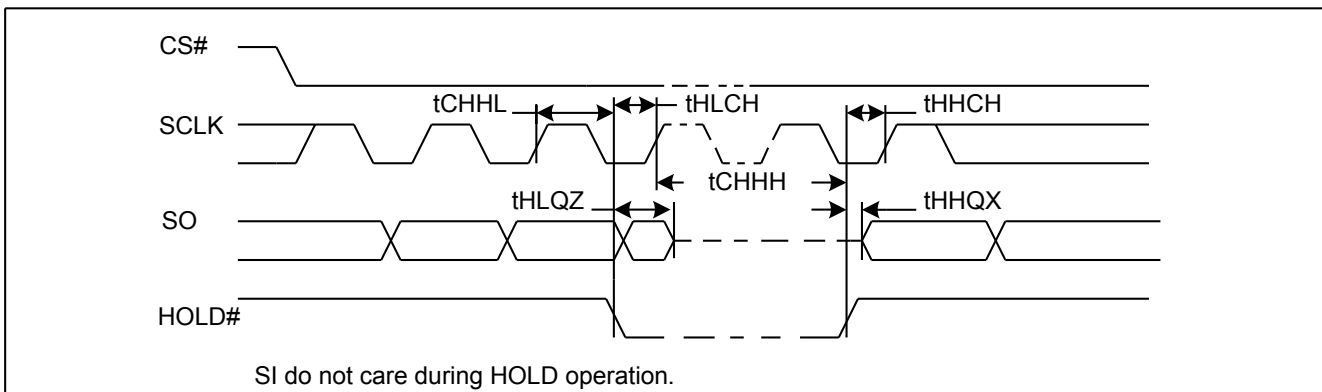 CS#
tCHHL
tHLCH
tHHCH
SCLK
tCHHH
tHLQZ
tHHQX
SO
HOLD#
SI do not care during HOLD operation.